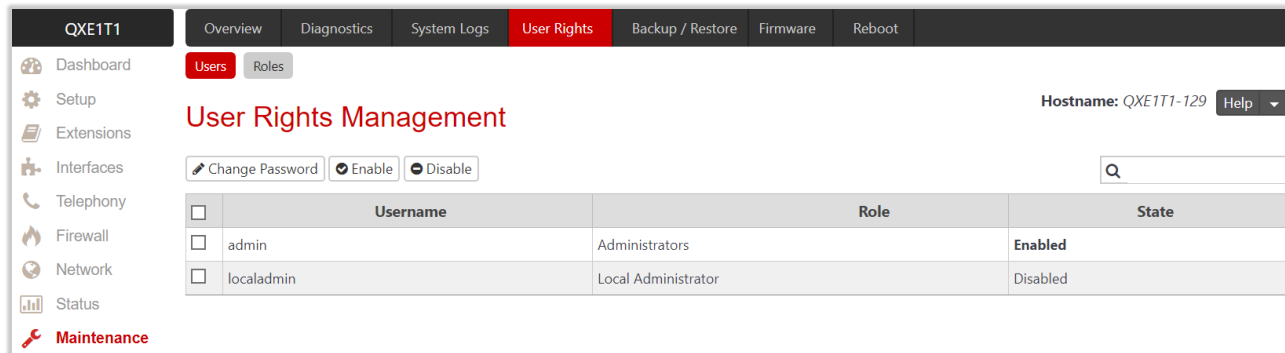 QXE1T1
Overview Diagnostics System Logs User Rights Backup / Restore Firmware Reboot
Dashboard
Setup
Extensions
Interfaces
Telephony
Firewall
Network
Status
Maintenance
Users Roles
Hostname: QXE1T1-129 Help
User Rights Management
Change Password Enable Disable
Username Role State
admin Administrators Enabled
localadmin Local Administrator Disabled